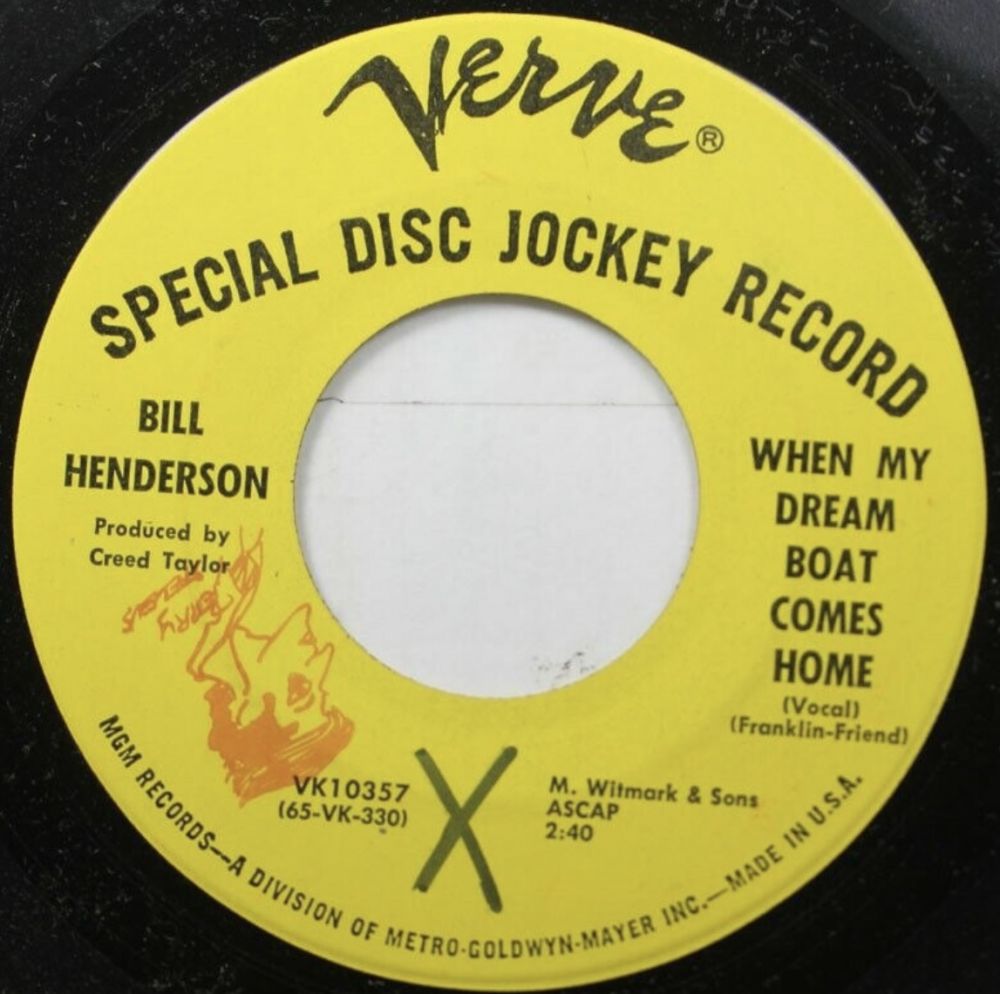 Verve®
SPECIAL DISC JOCKEY RECORD
BILL
HENDERSON
Produced by
Creed Taylor
WHEN MY
DREAM
BOAT
COMES
HOME
(Vocal)
(Franklin-Friend)
VK10357
(65-VK-330)
X
M. Witmark & Sons
ASCAP
2:40
MGM RECORDS—A DIVISION OF METRO-GOLDWYN-MAYER INC.—MADE IN U.S.A.